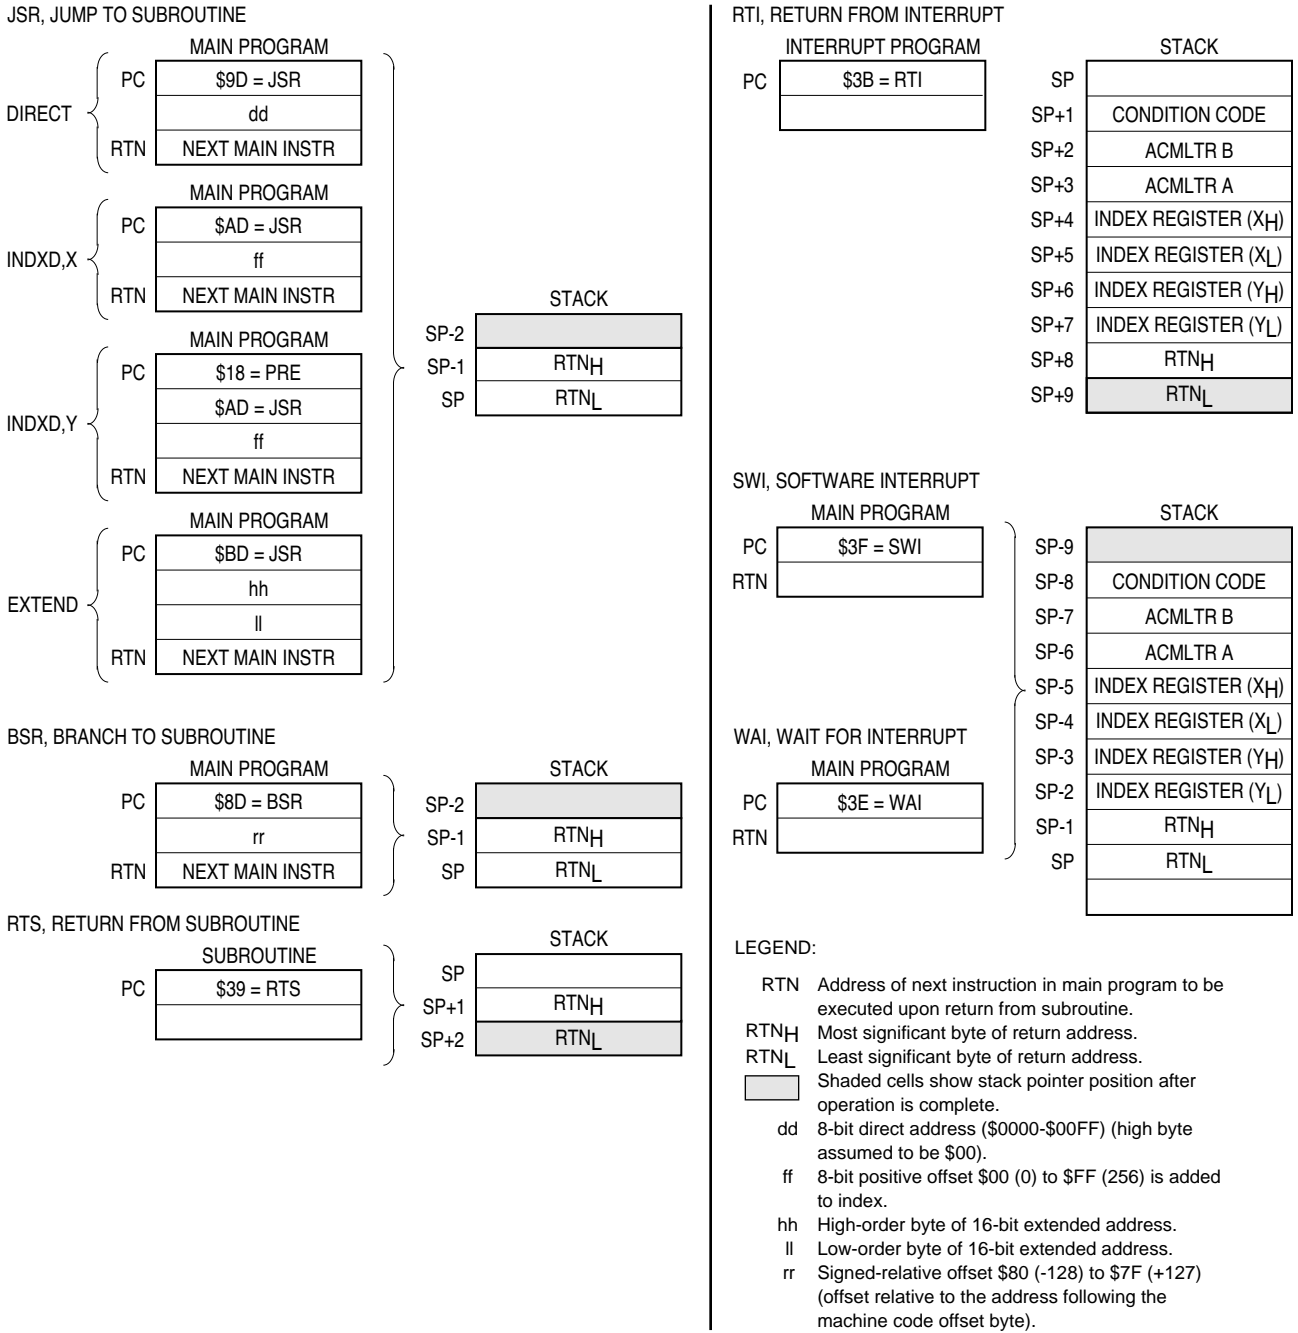 JSR, JUMP TO SUBROUTINE
MAIN PROGRAM
DIRECT
PC $9D = JSR
dd
RTN NEXT MAIN INSTR
MAIN PROGRAM
INDXD,X
PC $AD = JSR
ff
RTN NEXT MAIN INSTR
MAIN PROGRAM
INDXD,Y
PC $18 = PRE
$AD = JSR
ff
RTN NEXT MAIN INSTR
MAIN PROGRAM
EXTEND
PC $BD = JSR
hh
ll
RTN NEXT MAIN INSTR
STACK
SP-2
SP-1 RTNH
SP RTNL
BSR, BRANCH TO SUBROUTINE
MAIN PROGRAM
PC $8D = BSR
rr
RTN NEXT MAIN INSTR
STACK
SP-2
SP-1 RTNH
SP RTNL
RTS, RETURN FROM SUBROUTINE
SUBROUTINE
PC $39 = RTS
STACK
SP
SP+1 RTNH
SP+2 RTNL
RTI, RETURN FROM INTERRUPT
INTERRUPT PROGRAM
PC $3B = RTI
STACK
SP
SP+1 CONDITION CODE
SP+2 ACMLTR B
SP+3 ACMLTR A
SP+4 INDEX REGISTER (XH)
SP+5 INDEX REGISTER (XL)
SP+6 INDEX REGISTER (YH)
SP+7 INDEX REGISTER (YL)
SP+8 RTNH
SP+9 RTNL
SWI, SOFTWARE INTERRUPT
MAIN PROGRAM
PC $3F = SWI
RTN
WAI, WAIT FOR INTERRUPT
MAIN PROGRAM
PC $3E = WAI
RTN
STACK
SP-9
SP-8 CONDITION CODE
SP-7 ACMLTR B
SP-6 ACMLTR A
SP-5 INDEX REGISTER (XH)
SP-4 INDEX REGISTER (XL)
SP-3 INDEX REGISTER (YH)
SP-2 INDEX REGISTER (YL)
SP-1 RTNH
SP RTNL
LEGEND:
RTN Address of next instruction in main program to be
executed upon return from subroutine.
RTNH Most significant byte of return address.
RTNL Least significant byte of return address.
Shaded cells show stack pointer position after
operation is complete.
dd 8-bit direct address ($0000-$00FF) (high byte
assumed to be $00).
ff 8-bit positive offset $00 (0) to $FF (256) is added
to index.
hh High-order byte of 16-bit extended address.
ll Low-order byte of 16-bit extended address.
rr Signed-relative offset $80 (-128) to $7F (+127)
(offset relative to the address following the
machine code offset byte).